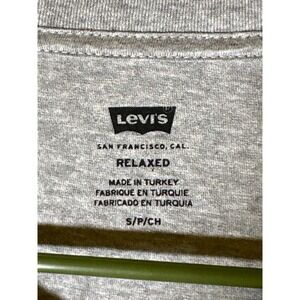 LEVI'S
SAN FRANCISCO, CAL.
RELAXED
MADE IN TURKEY
FABRIQUE EN TURQUIE
FABRICADO EN TURQUIA
S/P/CH